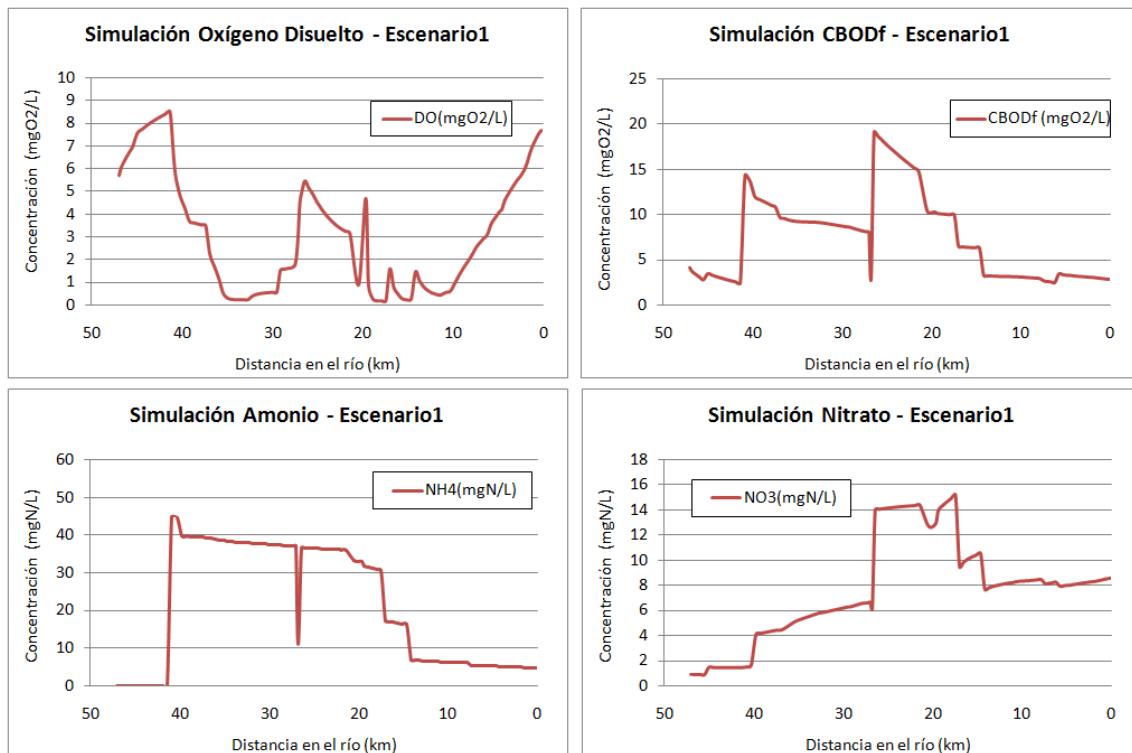 Simulación Oxígeno Disuelto - Escenario1
Concentración (mgO2/L)
10
9
8
7
6
5
4
3
2
1
0
DO(mgO2/L)
50 40 30 20 10 0
Distancia en el río (km)
Simulación CBODf - Escenario1
Concentración (mgO2/L)
25
20
15
10
5
0
CBODf (mgO2/L)
50 40 30 20 10 0
Distancia en el río (km)
Simulación Amonio - Escenario1
Concentración (mgN/L)
60
50
40
30
20
10
0
NH4(mgN/L)
50 40 30 20 10 0
Distancia en el río (km)
Simulación Nitrato - Escenario1
Concentración (mgN/L)
18
16
14
12
10
8
6
4
2
0
NO3(mgN/L)
50 40 30 20 10 0
Distancia en el río (km)